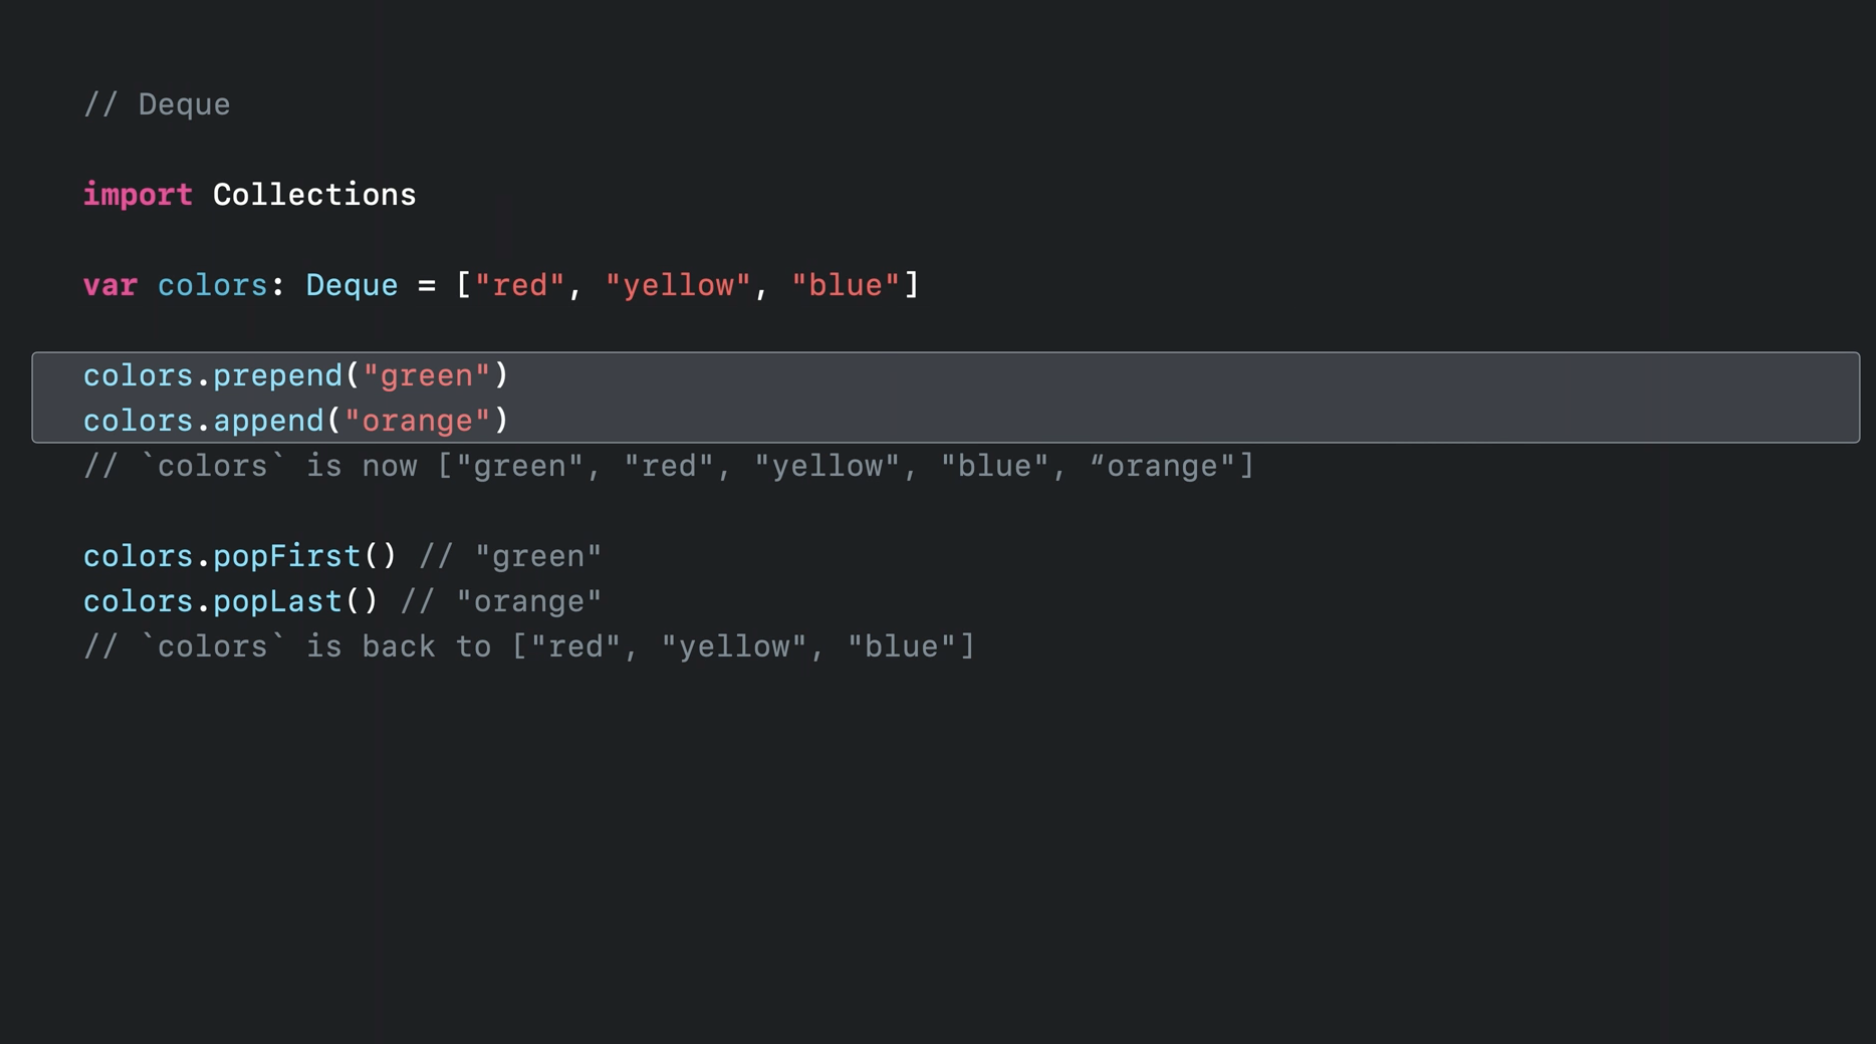 // Deque
import Collections
var colors: Deque = ["red", "yellow", "blue"]
colors.prepend("green")
colors.append("orange")
// `colors` is now ["green", "red", "yellow", "blue", “orange"]
colors.popFirst() // "green"
colors.popLast() // "orange"
// `colors` is back to ["red", "yellow", "blue"]